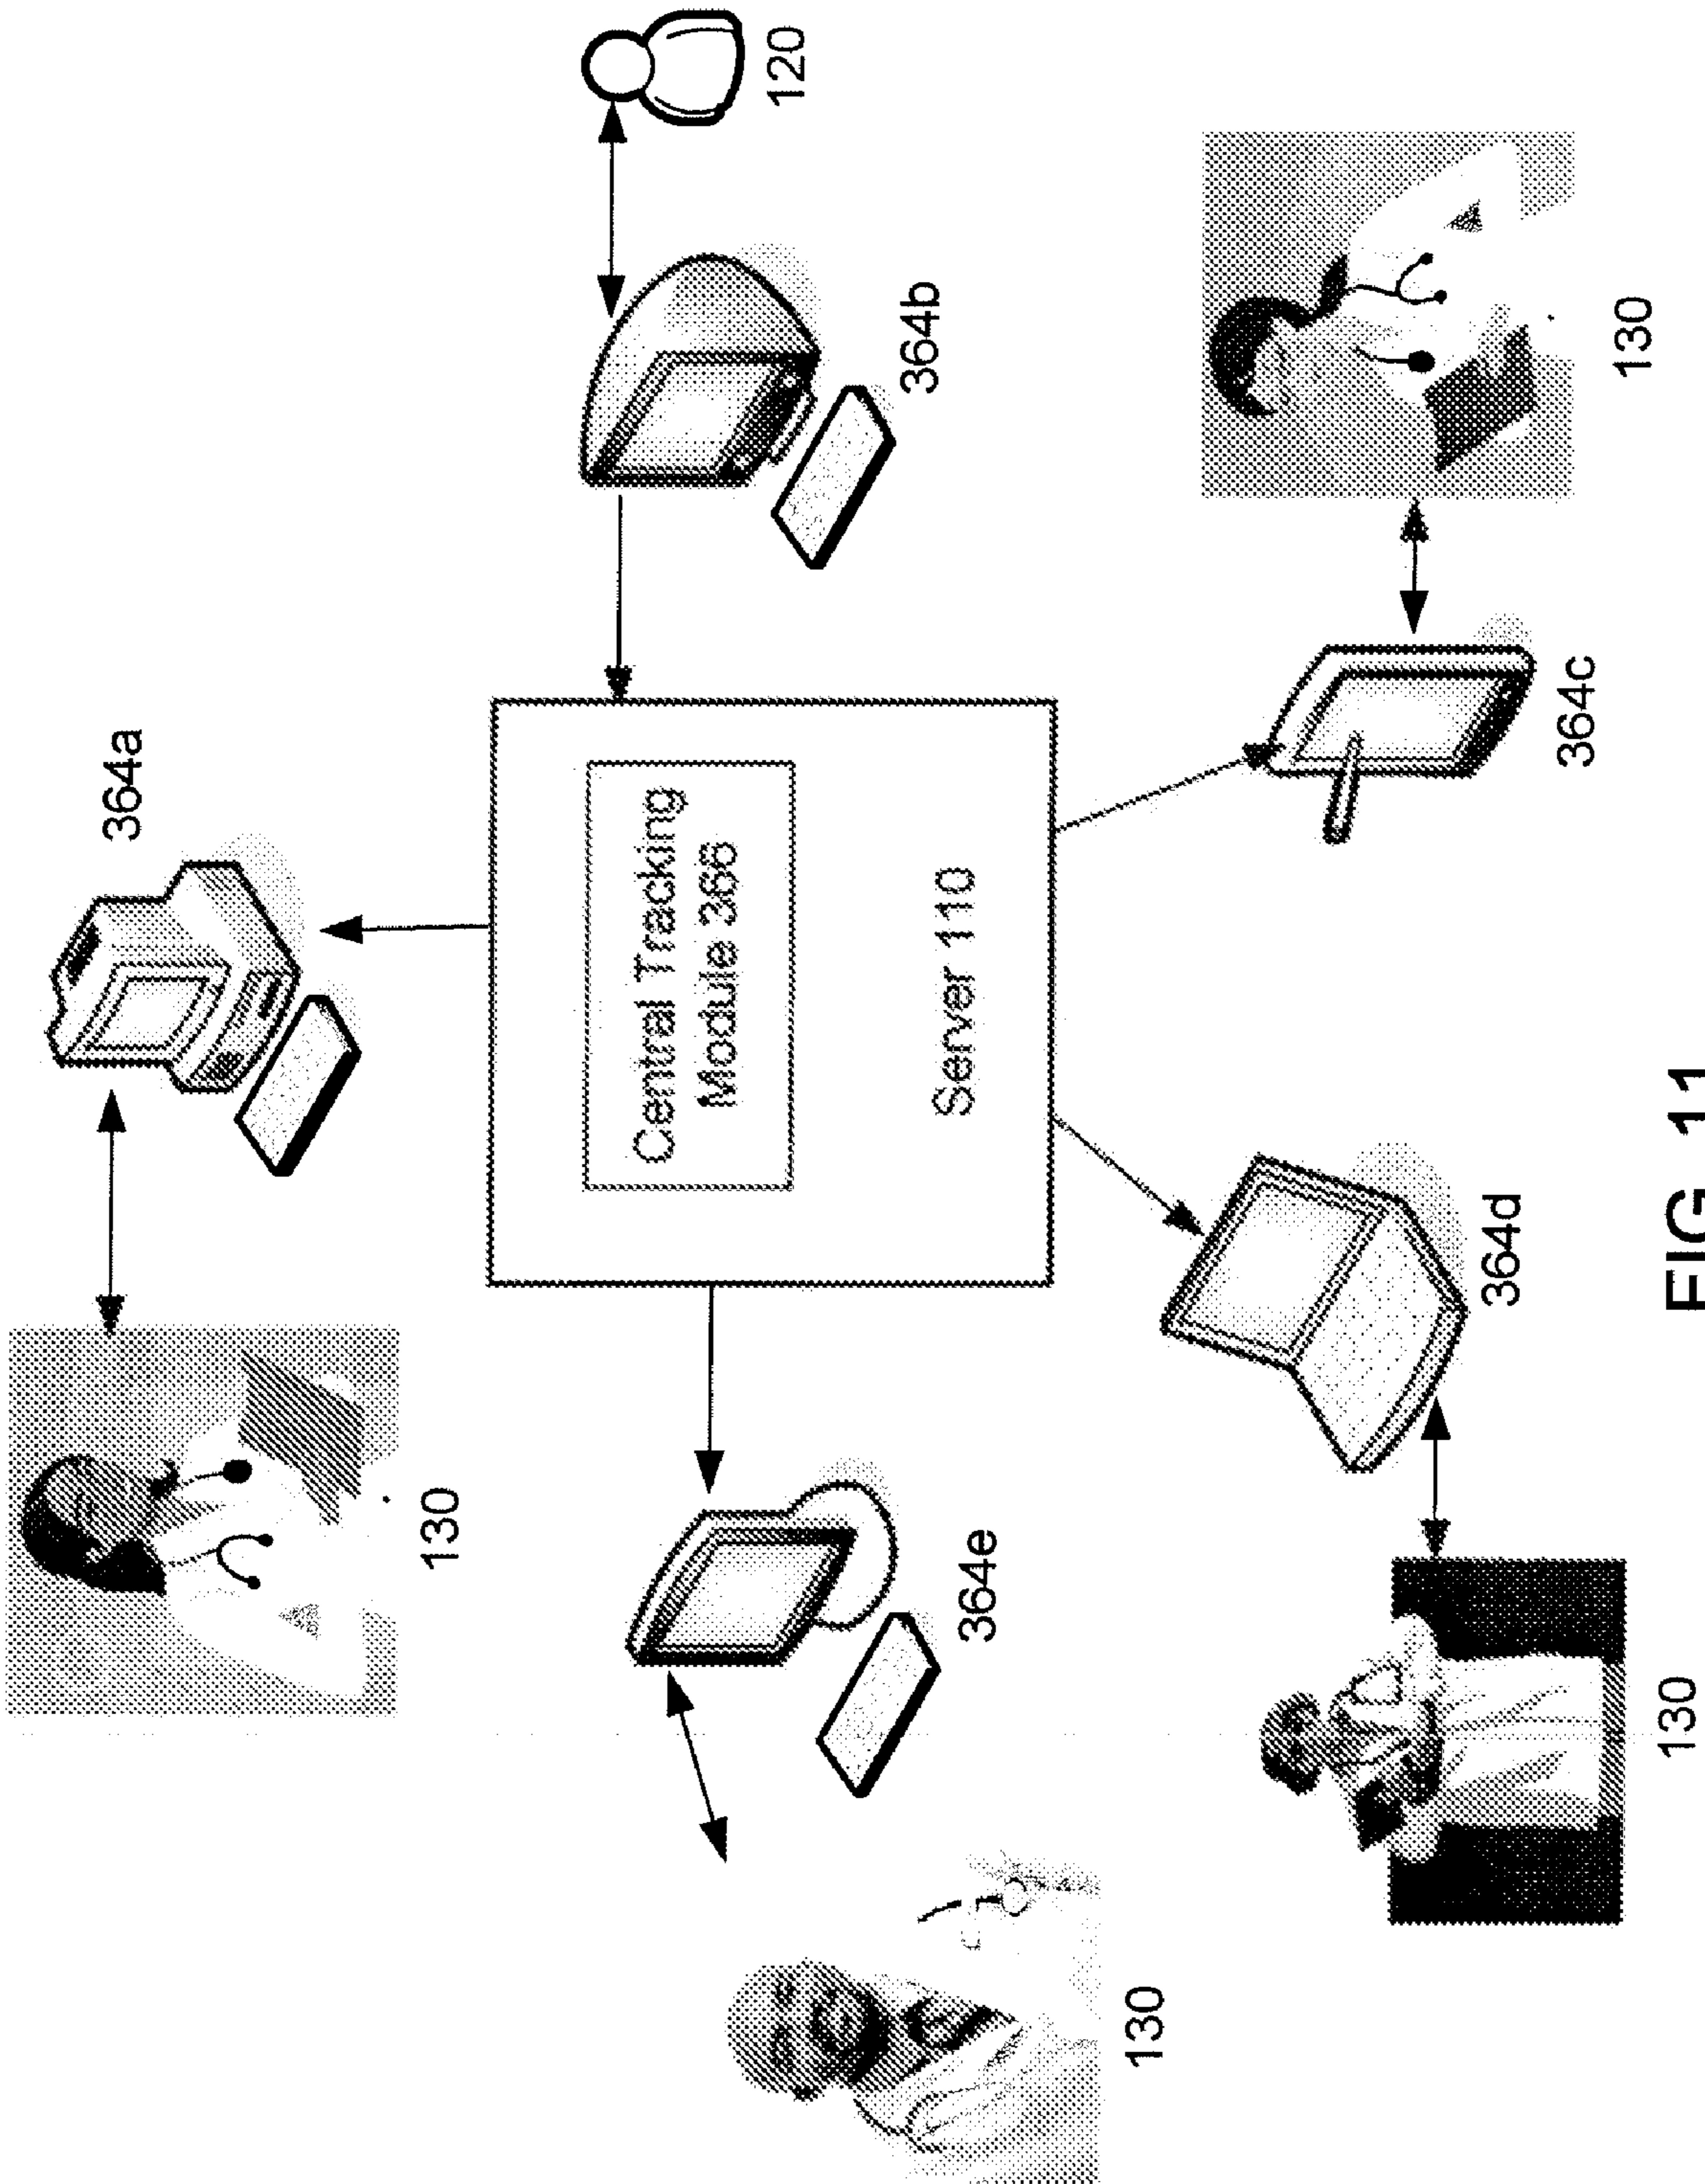 364a
130
120
364b
Central Tracking
Module 366
Server 110
364e
130
364c
130
364d
130
FIG. 11